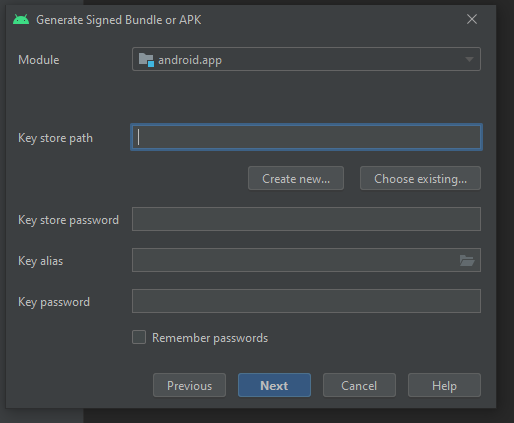 Generate Signed Bundle or APK
Module
android.app
Key store path
Create new...
Choose existing...
Key store password
Key alias
Key password
Remember passwords
Previous
Next
Cancel
Help